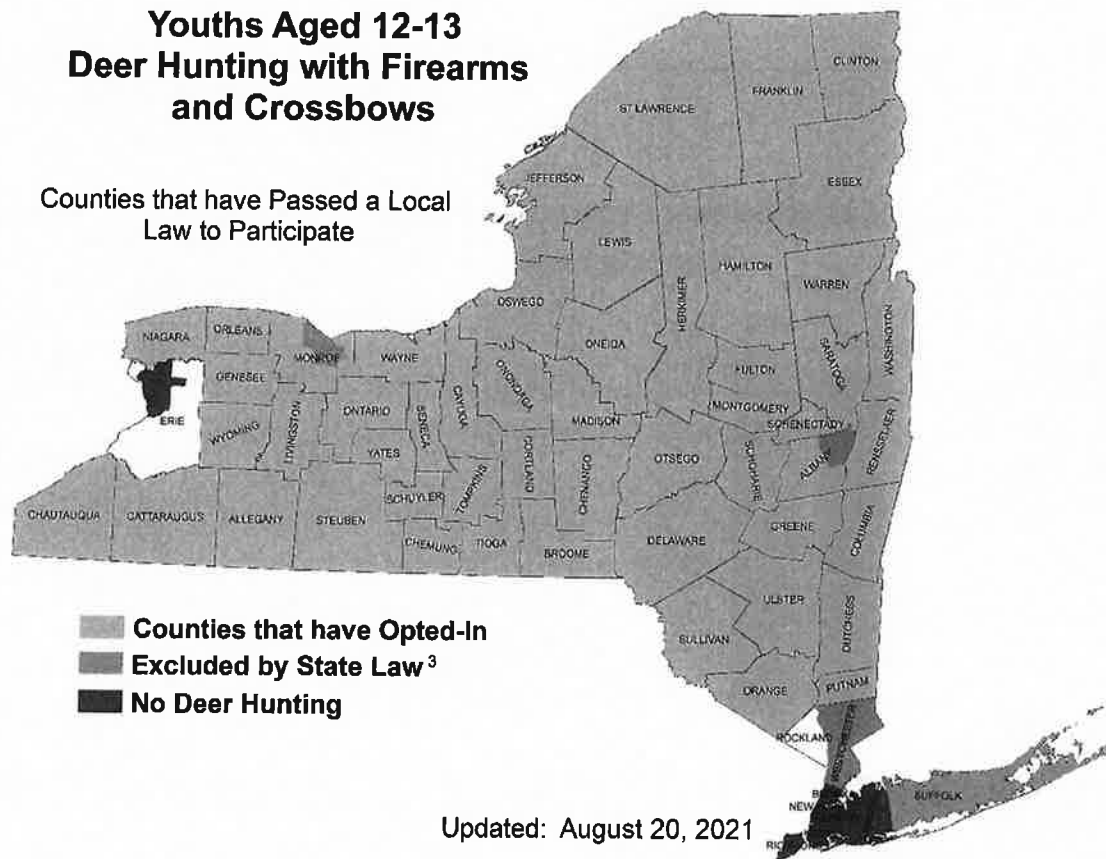 Youths Aged 12-13
Deer Hunting with Firearms
and Crossbows
Counties that have Passed a Local
Law to Participate
CLINTON
FRANKLIN
ST LAWRENCE
ESSEX
JEFFERSON
LEWIS
HAMILTON
WARREN
WASHINGTON
HERKIMER
OSWEGO
ONEIDA
SARATOGA
FULTON
MONTGOMERY
SCHENECTADY
NIAGARA
ORLEANS
MONROE
WAYNE
GENESEE
ERIE
WYOMING
LIVINGSTON
ONTARIO
SENECA
CAYUGA
ONONDAGA
MADISON
YATES
CORTLAND
CHENANGO
OTSEGO
SCHOHARIE
ALBANY
RENSSELAER
CHAUTAUQUA
CATTARAUGUS
ALLEGANY
STEUBEN
SCHUYLER
TOMPKINS
CHEMUNG
TIOGA
BROOME
DELAWARE
GREENE
COLUMBIA
ULSTER
DUTCHESS
SULLIVAN
ORANGE
PUTNAM
ROCKLAND
WESTCHESTER
SUFFOLK
Counties that have Opted-In
Excluded by State Law 3
No Deer Hunting
Updated: August 20, 2021